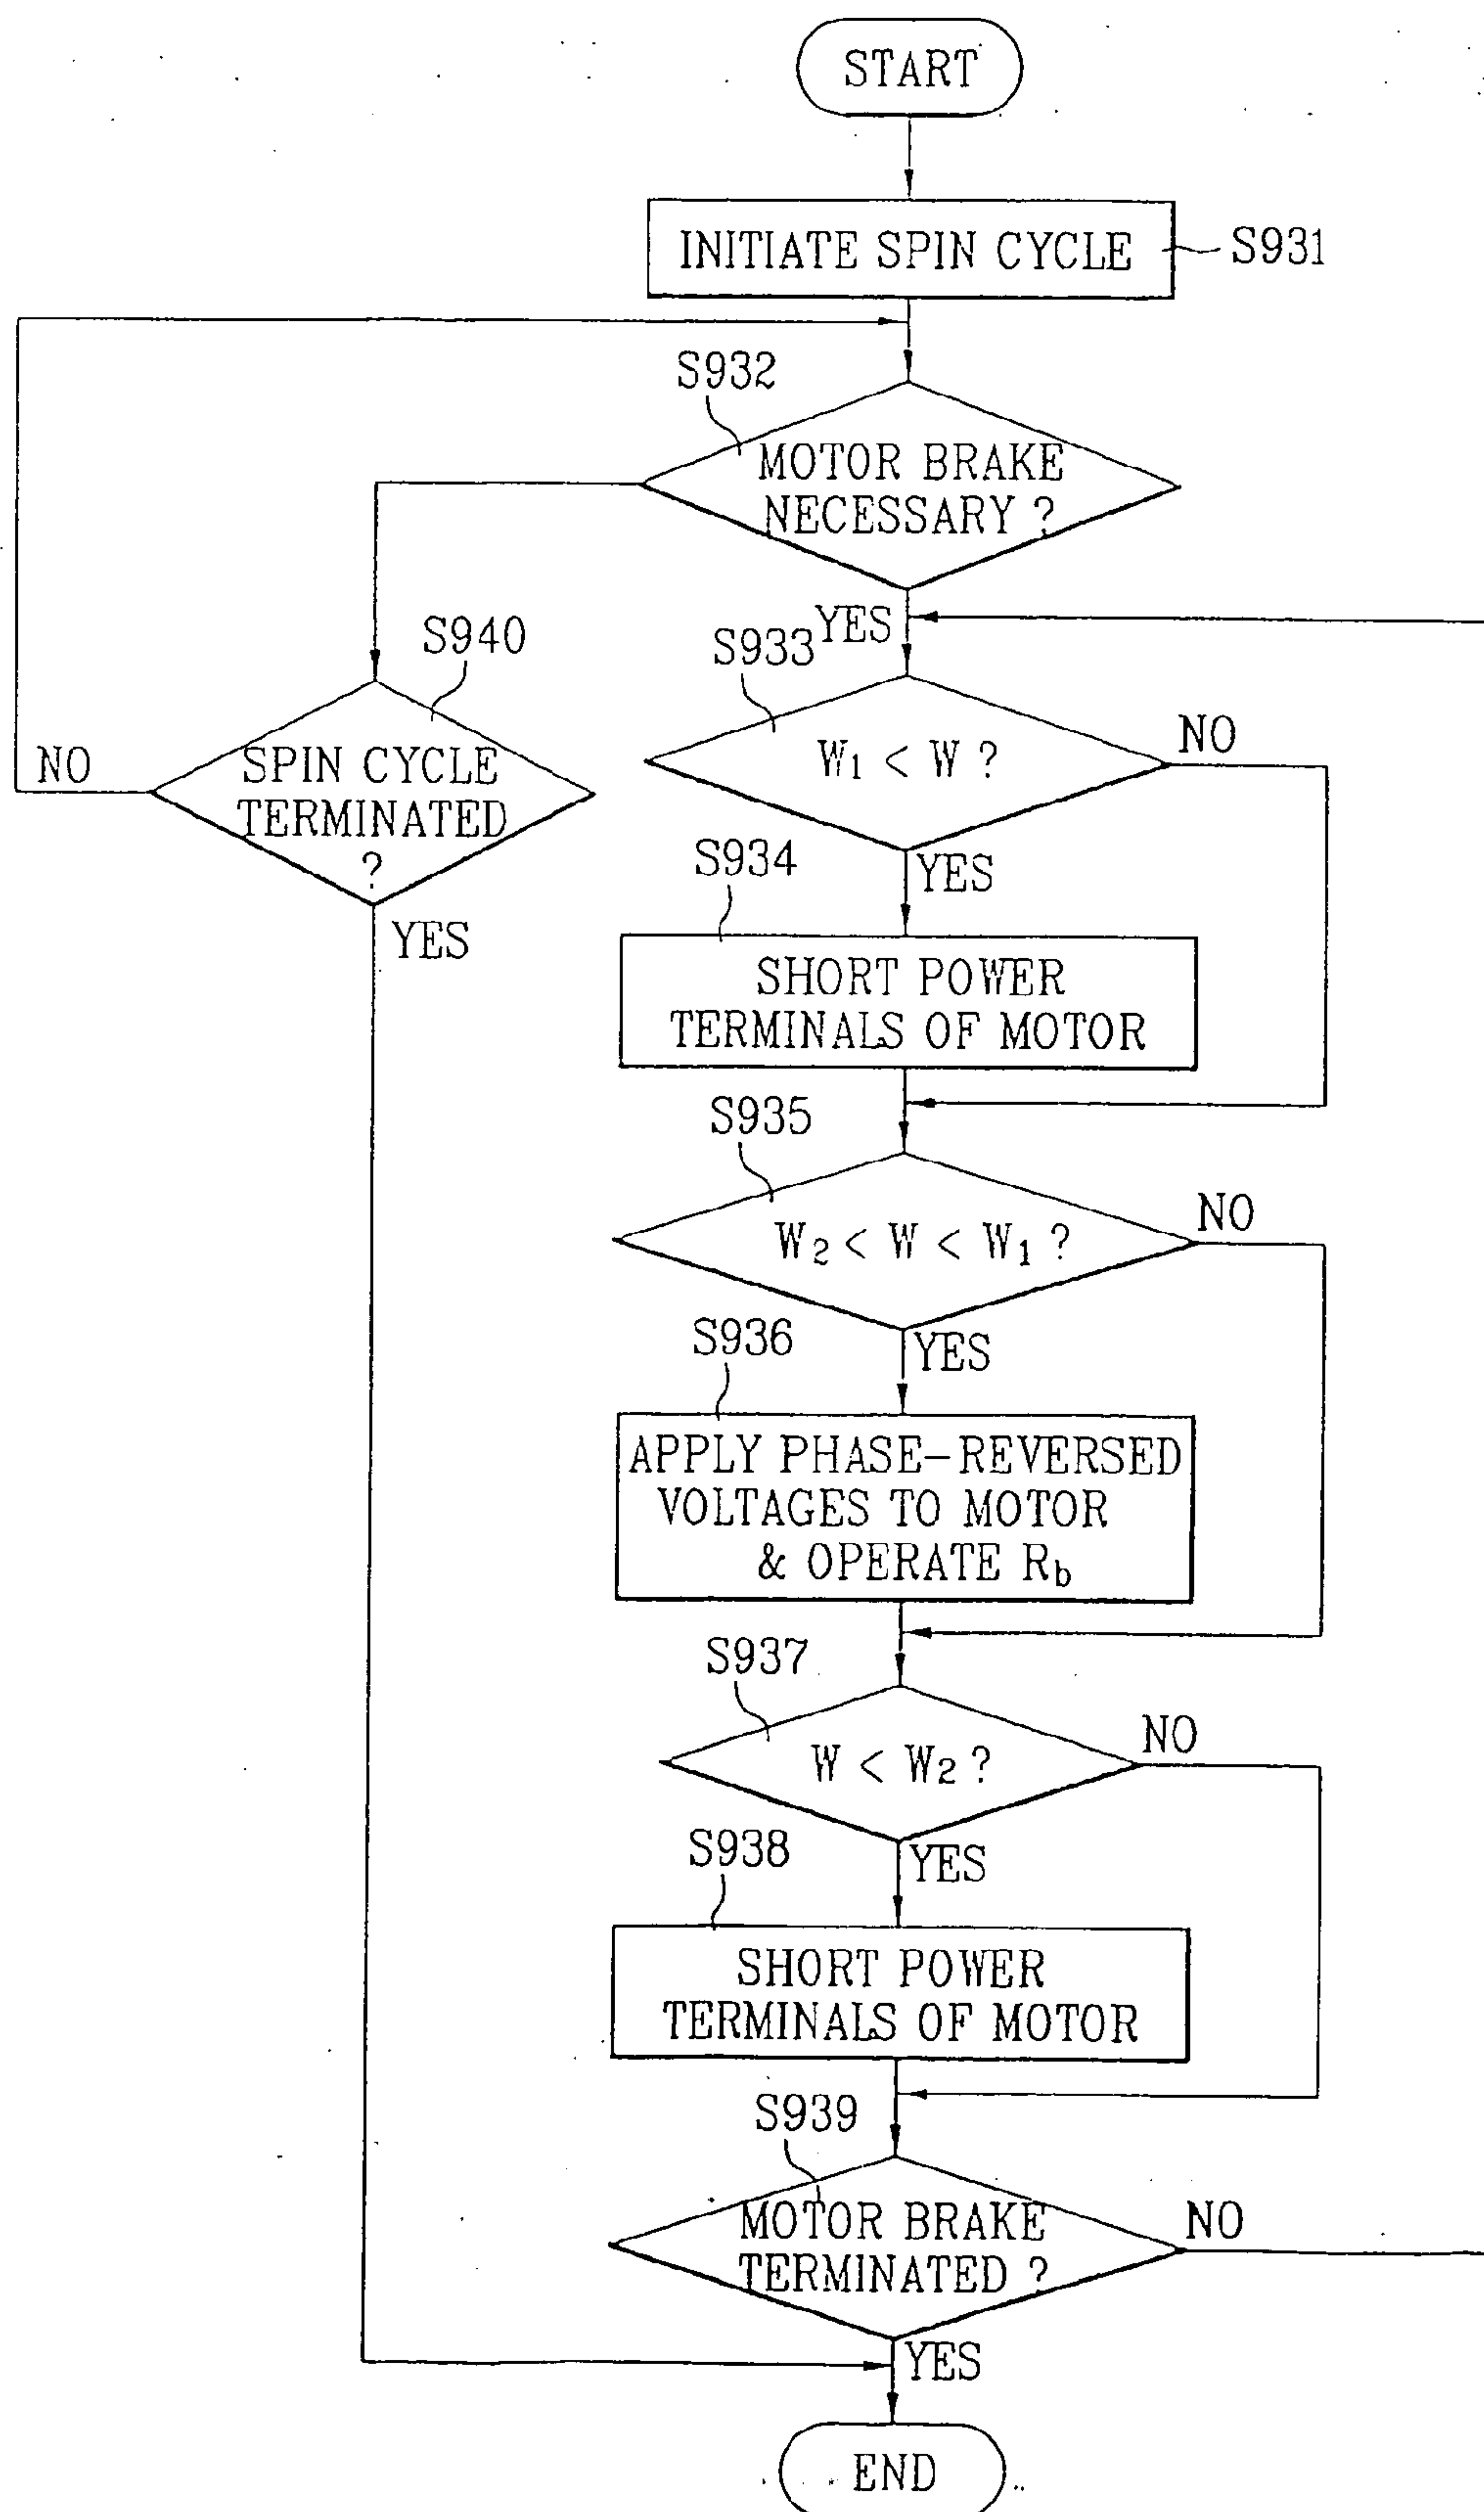 START
INITIATE SPIN CYCLE
S931
S932
MOTOR BRAKE
NECESSARY ?
YES
S940
SPIN CYCLE
TERMINATED
?
NO
YES
S933
W1 < W ?
NO
YES
S934
SHORT POWER
TERMINALS OF MOTOR
S935
W2 < W < W1 ?
NO
YES
S936
APPLY PHASE-REVERSED
VOLTAGES TO MOTOR
& OPERATE Rb
S937
W < W2 ?
NO
YES
S938
SHORT POWER
TERMINALS OF MOTOR
S939
MOTOR BRAKE
TERMINATED ?
NO
YES
END